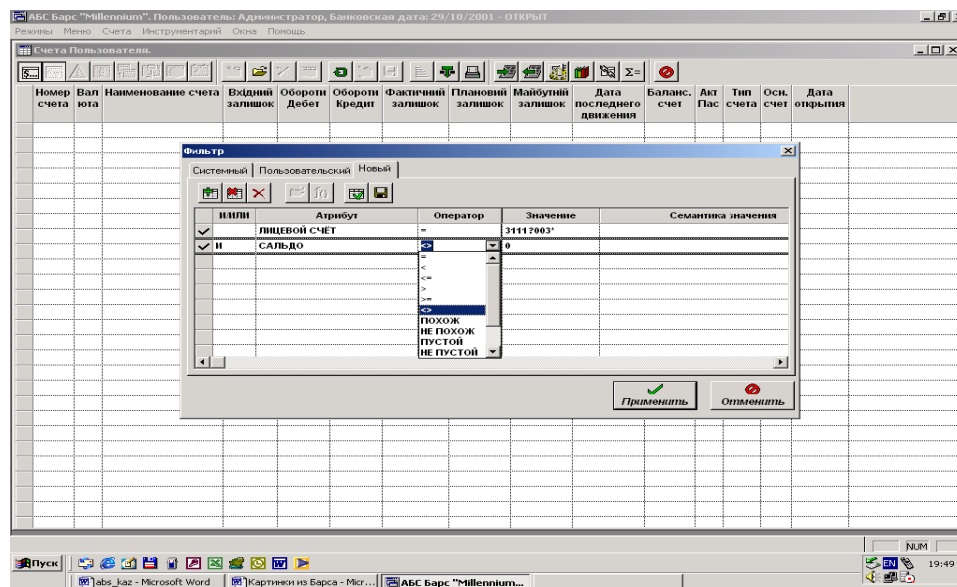 АБС Барс "Millennium". Пользователь: Администратор, Банковская дата: 29/10/2001 - ОТКРЫТ
Режимы Меню Счета Инструментарий Окна Помощь
Счета Пользователя.
Σ=
Номер счета
Вал юта
Наименование счета
Вхідний залишок
Обороти Дебет
Обороти Кредит
Фактичний залишок
Плановий залишок
Майбутній залишок
Дата последнего движения
Баланс. счет
Акт Пас
Тип счета
Осн. счет
Дата открытия
Фильтр
Системный Пользовательский Новый
И/ИЛИ Атрибут Оператор Значение Семантика значения
ЛИЦЕВОЙ СЧЁТ = 3111?003*
И САЛЬДО <> 0
=
<
<=
>
>=
<>
ПОХОЖ
НЕ ПОХОЖ
ПУСТОЙ
НЕ ПУСТОЙ
Применить Отменить
NUM
Пуск EN 19:49
abs_kaz - Microsoft Word Картинки из Барса - Micr... АБС Барс "Millennium...